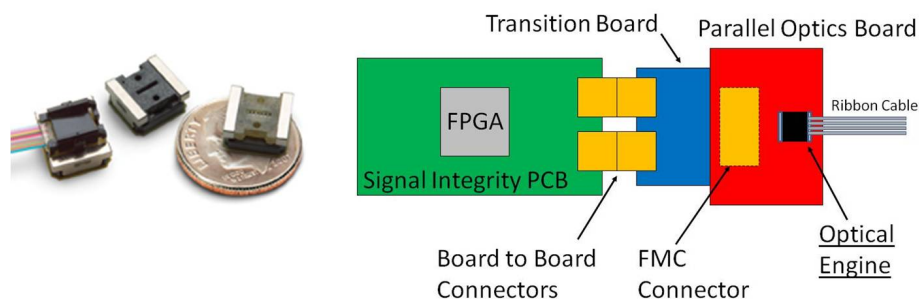 LIBERTY
Transition Board
Parallel Optics Board
FPGA
Signal Integrity PCB
Ribbon Cable
Board to Board
Connectors
FMC
Connector
Optical
Engine